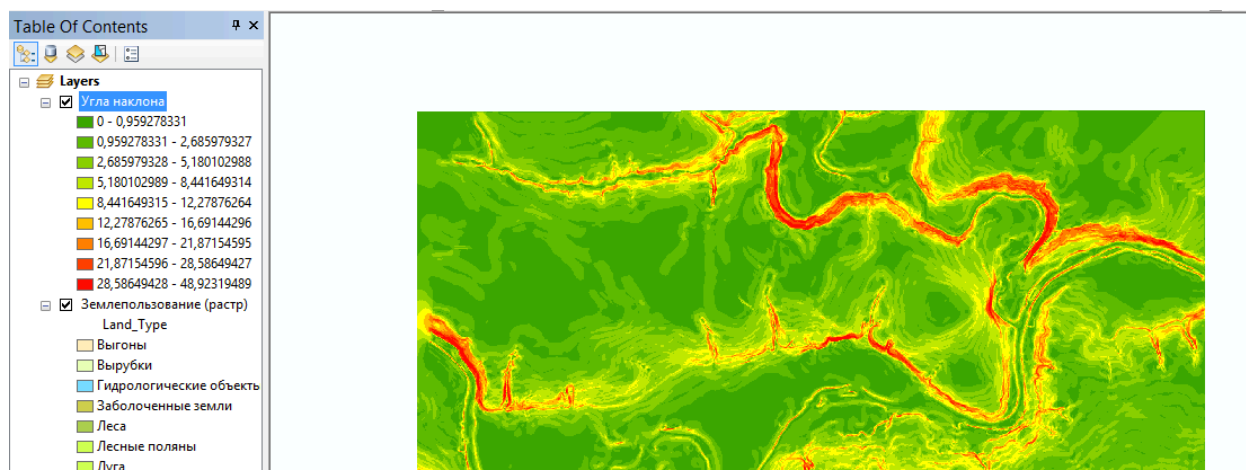 Table Of Contents
Layers
Угла наклона
0 - 0,959278331
0,959278331 - 2,685979327
2,685979328 - 5,180102988
5,180102989 - 8,441649314
8,441649315 - 12,27876264
12,27876265 - 16,69144296
16,69144297 - 21,87154595
21,87154596 - 28,58649427
28,58649428 - 48,92319489
Землепользование (растр)
Land_Type
Выгоны
Вырубки
Гидрологические объекть
Заболоченные земли
Леса
Лесные поляны
Луга